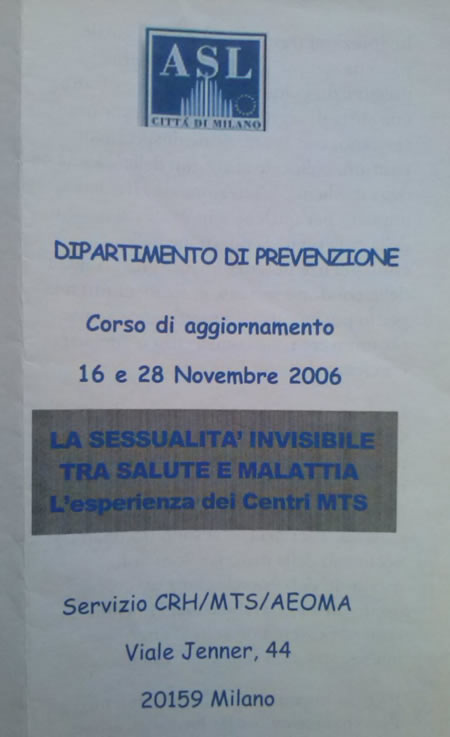 ASL
CITTÁ DI MILANO
DIPARTIMENTO DI PREVENZIONE
Corso di aggiornamento
16 e 28 Novembre 2006
LA SESSUALITA' INVISIBILE
TRA SALUTE E MALATTIA
L'esperienza dei Centri MTS
Servizio CRH/MTS/AEOMA
Viale Jenner, 44
20159 Milano